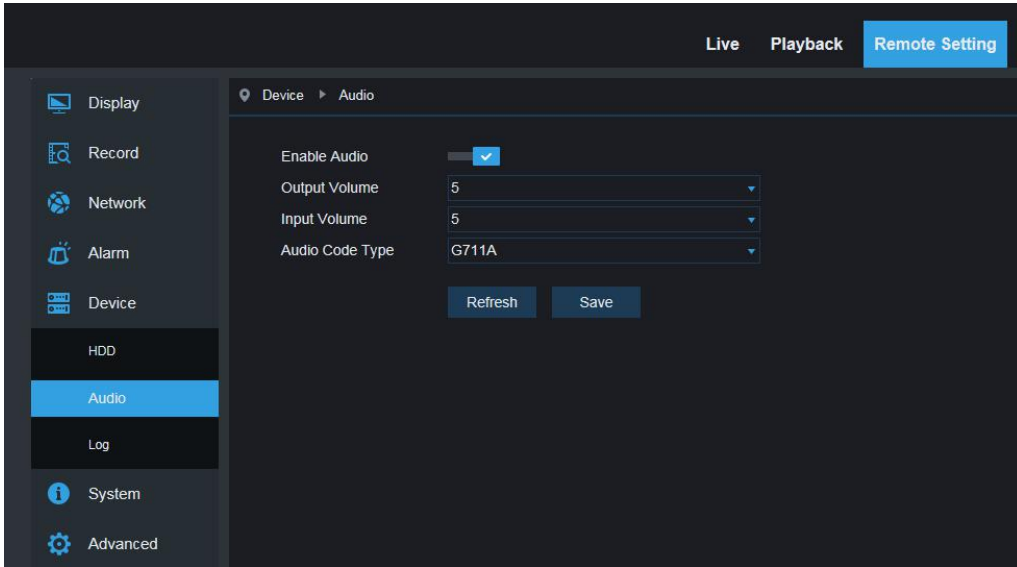 Live Playback Remote Setting
Display
Record
Network
Alarm
Device
HDD
Audio
Log
System
Advanced
Device Audio
Enable Audio
Output Volume 5
Input Volume 5
Audio Code Type G711A
Refresh Save